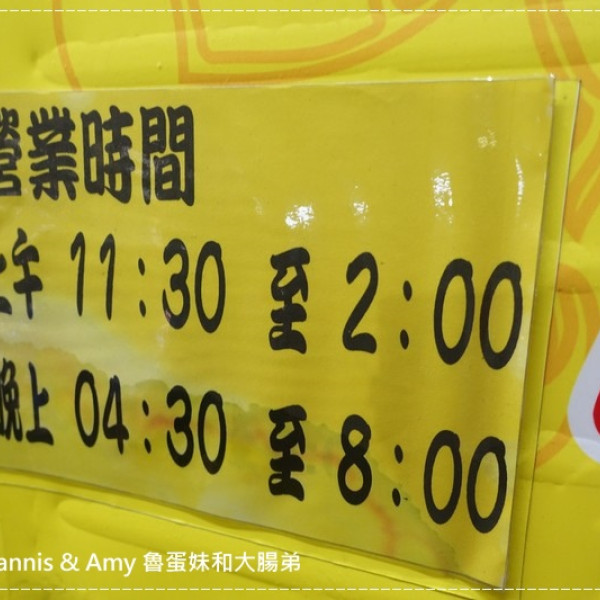 營業時間
上午 11:30 至 2:00
晚上 04:30 至 8:00
annis & Amy 魯蛋妹和大腸弟